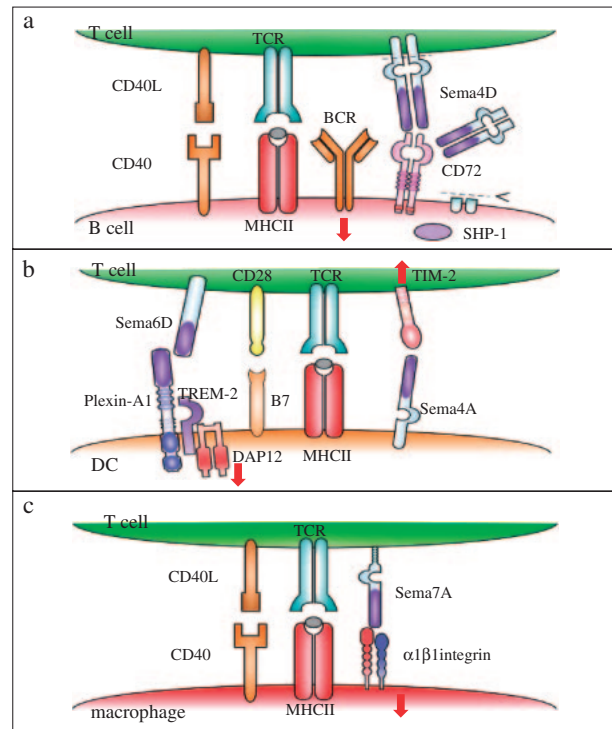 a
T cell
TCR
CD40L
Sema4D
BCR
CD40
CD72
MHCII
B cell
SHP-1
b
T cell
CD28
TCR
TIM-2
Sema6D
Plexin-A1
TREM-2
B7
Sema4A
DAP12
MHCII
DC
c
T cell
TCR
CD40L
Sema7A
CD40
α1β1integrin
MHCII
macrophage